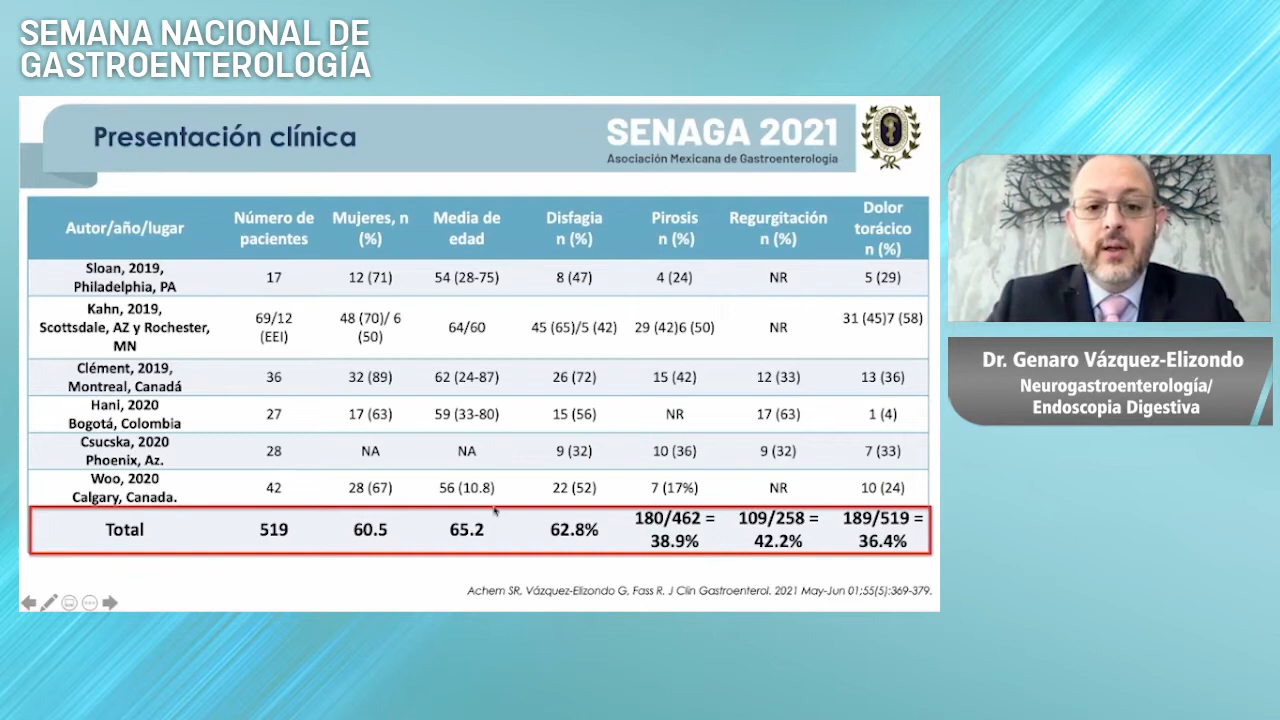 SEMANA NACIONAL DE
GASTROENTEROLOGÍA
Presentación clínica
SENAGA 2021
Asociación Mexicana de Gastroenterología
Autor/año/lugar
Número de
pacientes
Mujeres, n
(%)
Media de
edad
Disfagia
n (%)
Pirosis
n (%)
Regurgitación
n (%)
Dolor
torácico
n (%)
Sloan, 2019,
Philadelphia, PA
17
12 (71)
54 (28-75)
8 (47)
4 (24)
NR
5 (29)
Kahn, 2019,
Scottsdale, AZ y Rochester,
MN
69/12
(EEI)
48 (70)/ 6
(50)
64/60
45 (65)/5 (42)
29 (42)6 (50)
NR
31 (45)7 (58)
Clément, 2019,
Montreal, Canadá
36
32 (89)
62 (24-87)
26 (72)
15 (42)
12 (33)
13 (36)
Hani, 2020
Bogotá, Colombia
27
17 (63)
59 (33-80)
15 (56)
NR
17 (63)
1 (4)
Csucska, 2020
Phoenix, Az.
28
NA
NA
9 (32)
10 (36)
9 (32)
7 (33)
Woo, 2020
Calgary, Canada.
42
28 (67)
56 (10.8)
22 (52)
7 (17%)
NR
10 (24)
Total
519
60.5
65.2
62.8%
180/462 =
38.9%
109/258 =
42.2%
189/519 =
36.4%
Achem SR, Vázquez-Elizondo G, Fass R. J Clin Gastroenterol. 2021 May-Jun 01;55(5):369-379.
Dr. Genaro Vázquez-Elizondo
Neurogastroenterología/
Endoscopia Digestiva